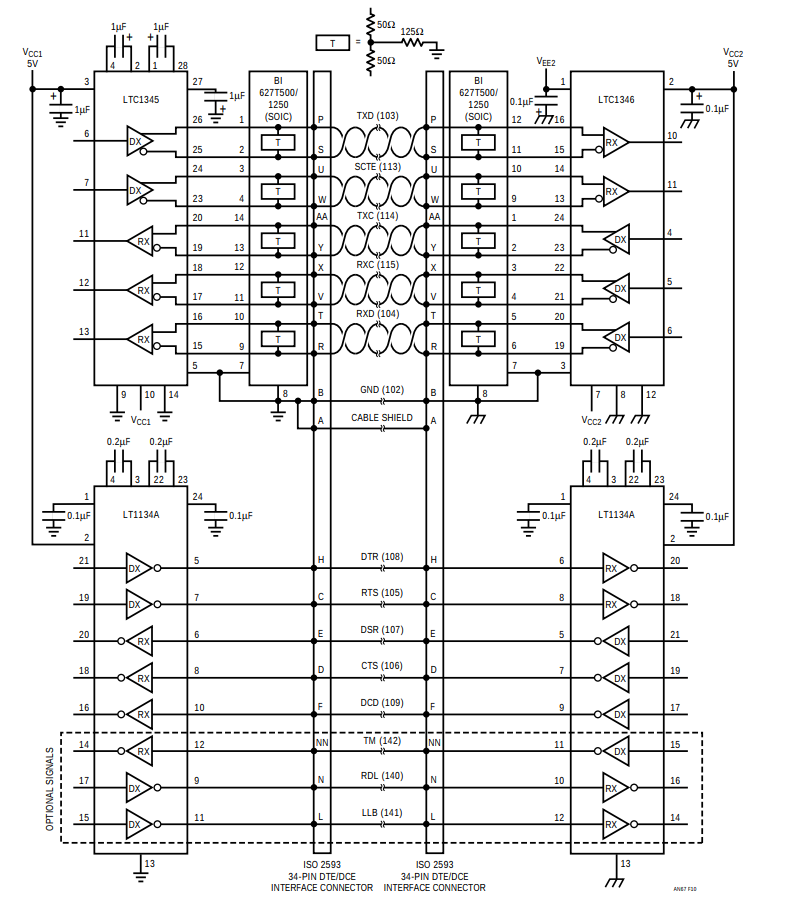 50Ω
125Ω
T =
50Ω
1µF + + 1µF
4 2 1 28
VCC1
5V
VCC2
5V
VEE2
3 LTC1345 27
+ 1µF
1µF
+
BI
627T500/
1250
(SOIC)
BI
627T500/
1250
(SOIC)
1 LTC1346 2
0.1µF
+
+
0.1µF
6 DX 26 1 T P TXD (103) P T 12 16 RX 10
25 2 S S 11 15
7 DX 24 3 T U SCTE (113) U T 10 14 RX 11
23 4 W W 9 13
11 RX 20 14 T AA TXC (114) AA T 1 24 DX 4
19 13 Y Y 2 23
12 RX 18 12 T X RXC (115) X T 3 22 DX 5
17 11 V V 4 21
13 RX 16 10 T T RXD (104) T T 5 20 DX 6
15 9 R R 6 19
5 7 7 3
9 10 14 8 B GND (102) B 8 7 8 12
VCC1 VCC2
A CABLE SHIELD A
0.2µF 0.2µF 0.2µF 0.2µF
4 3 22 23 4 3 22 23
1 LT1134A 24 1 LT1134A 24
0.1µF 0.1µF 0.1µF 0.1µF
2 2
21 DX 5 H DTR (108) H 6 RX 20
19 DX 7 C RTS (105) C 8 RX 18
20 RX 6 E DSR (107) E 5 DX 21
18 RX 8 D CTS (106) D 7 DX 19
16 RX 10 F DCD (109) F 9 DX 17
OPTIONAL SIGNALS
14 RX 12 NN TM (142) NN 11 DX 15
17 DX 9 N RDL (140) N 10 RX 16
15 DX 11 L LLB (141) L 12 RX 14
13 13
ISO 2593
34-PIN DTE/DCE
INTERFACE CONNECTOR
ISO 2593
34-PIN DTE/DCE
INTERFACE CONNECTOR
AN87 F10